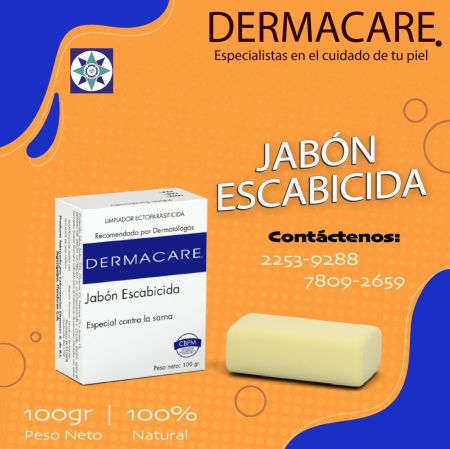 DERMACARE.
Especialistas en el cuidado de tu piel
JABÓN
ESCABICIDA
Contáctenos:
2253-9288
7809-2659
LIMPIADOR ECTOPARASITICIDA
Recomendado por Dermatólogos
DERMACARE
Jabón Escabicida
Especial contra la sarna
CBPM
Peso neto: 100 gr.
100gr | 100%
Peso Neto | Natural